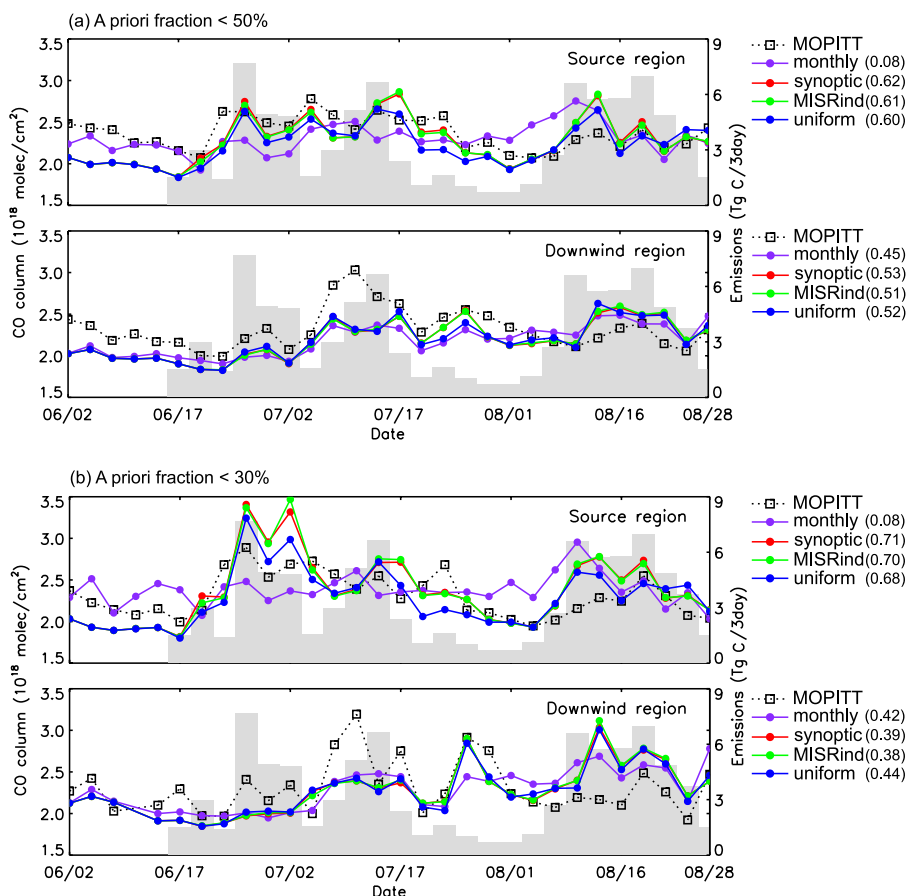 (a) A priori fraction < 50%
3.5
3.0
2.5
2.0
1.5
Source region
9
6
3
0
MOPITT
monthly (0.08)
synoptic (0.62)
MISRind (0.61)
uniform (0.60)
CO column (10^18 molec/cm^2)
Emissions (Tg C/3day)
3.5
3.0
2.5
2.0
1.5
Downwind region
9
6
3
0
MOPITT
monthly (0.45)
synoptic (0.53)
MISRind (0.51)
uniform (0.52)
06/02 06/17 07/02 07/17 08/01 08/16 08/28
Date
(b) A priori fraction < 30%
3.5
3.0
2.5
2.0
1.5
Source region
9
6
3
0
MOPITT
monthly (0.08)
synoptic (0.71)
MISRind (0.70)
uniform (0.68)
CO column (10^18 molec/cm^2)
Emissions (Tg C/3day)
3.5
3.0
2.5
2.0
1.5
Downwind region
9
6
3
0
MOPITT
monthly (0.42)
synoptic (0.39)
MISRind (0.38)
uniform (0.44)
06/02 06/17 07/02 07/17 08/01 08/16 08/28
Date